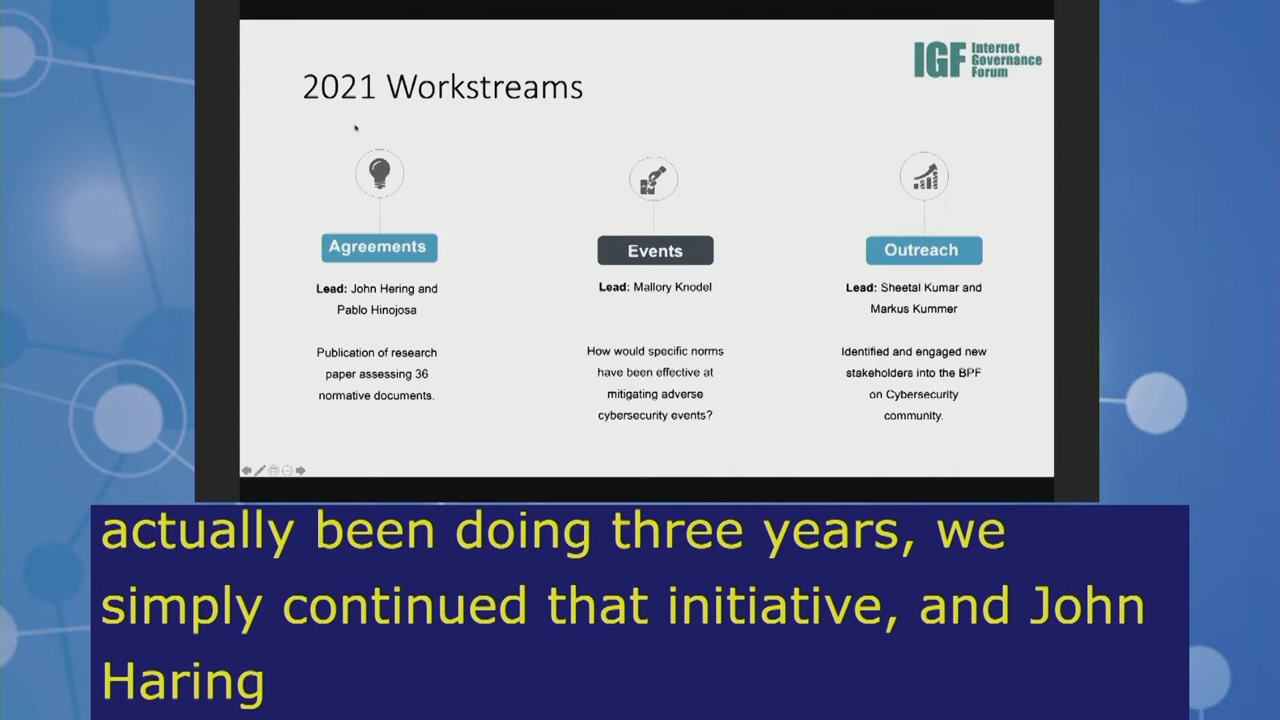 IGF Internet
Governance
Forum
2021 Workstreams
Agreements
Lead: John Hering and
Pablo Hinojosa
Publication of research
paper assessing 36
normative documents.
Events
Lead: Mallory Knodel
How would specific norms
have been effective at
mitigating adverse
cybersecurity events?
Outreach
Lead: Sheetal Kumar and
Markus Kummer
Identified and engaged new
stakeholders into the BPF
on Cybersecurity
community.
actually been doing three years, we
simply continued that initiative, and John
Haring